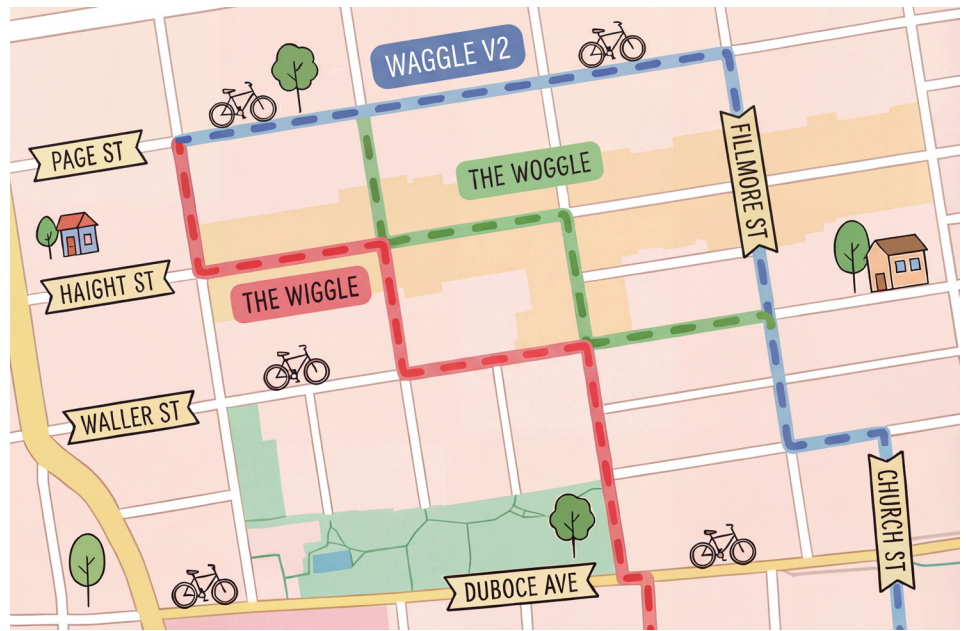 WAGGLE V2
PAGE ST
THE WOGGLE
FILLMORE ST
HAIGHT ST
THE WIGGLE
WALLER ST
CHURCH ST
DUBOCE AVE